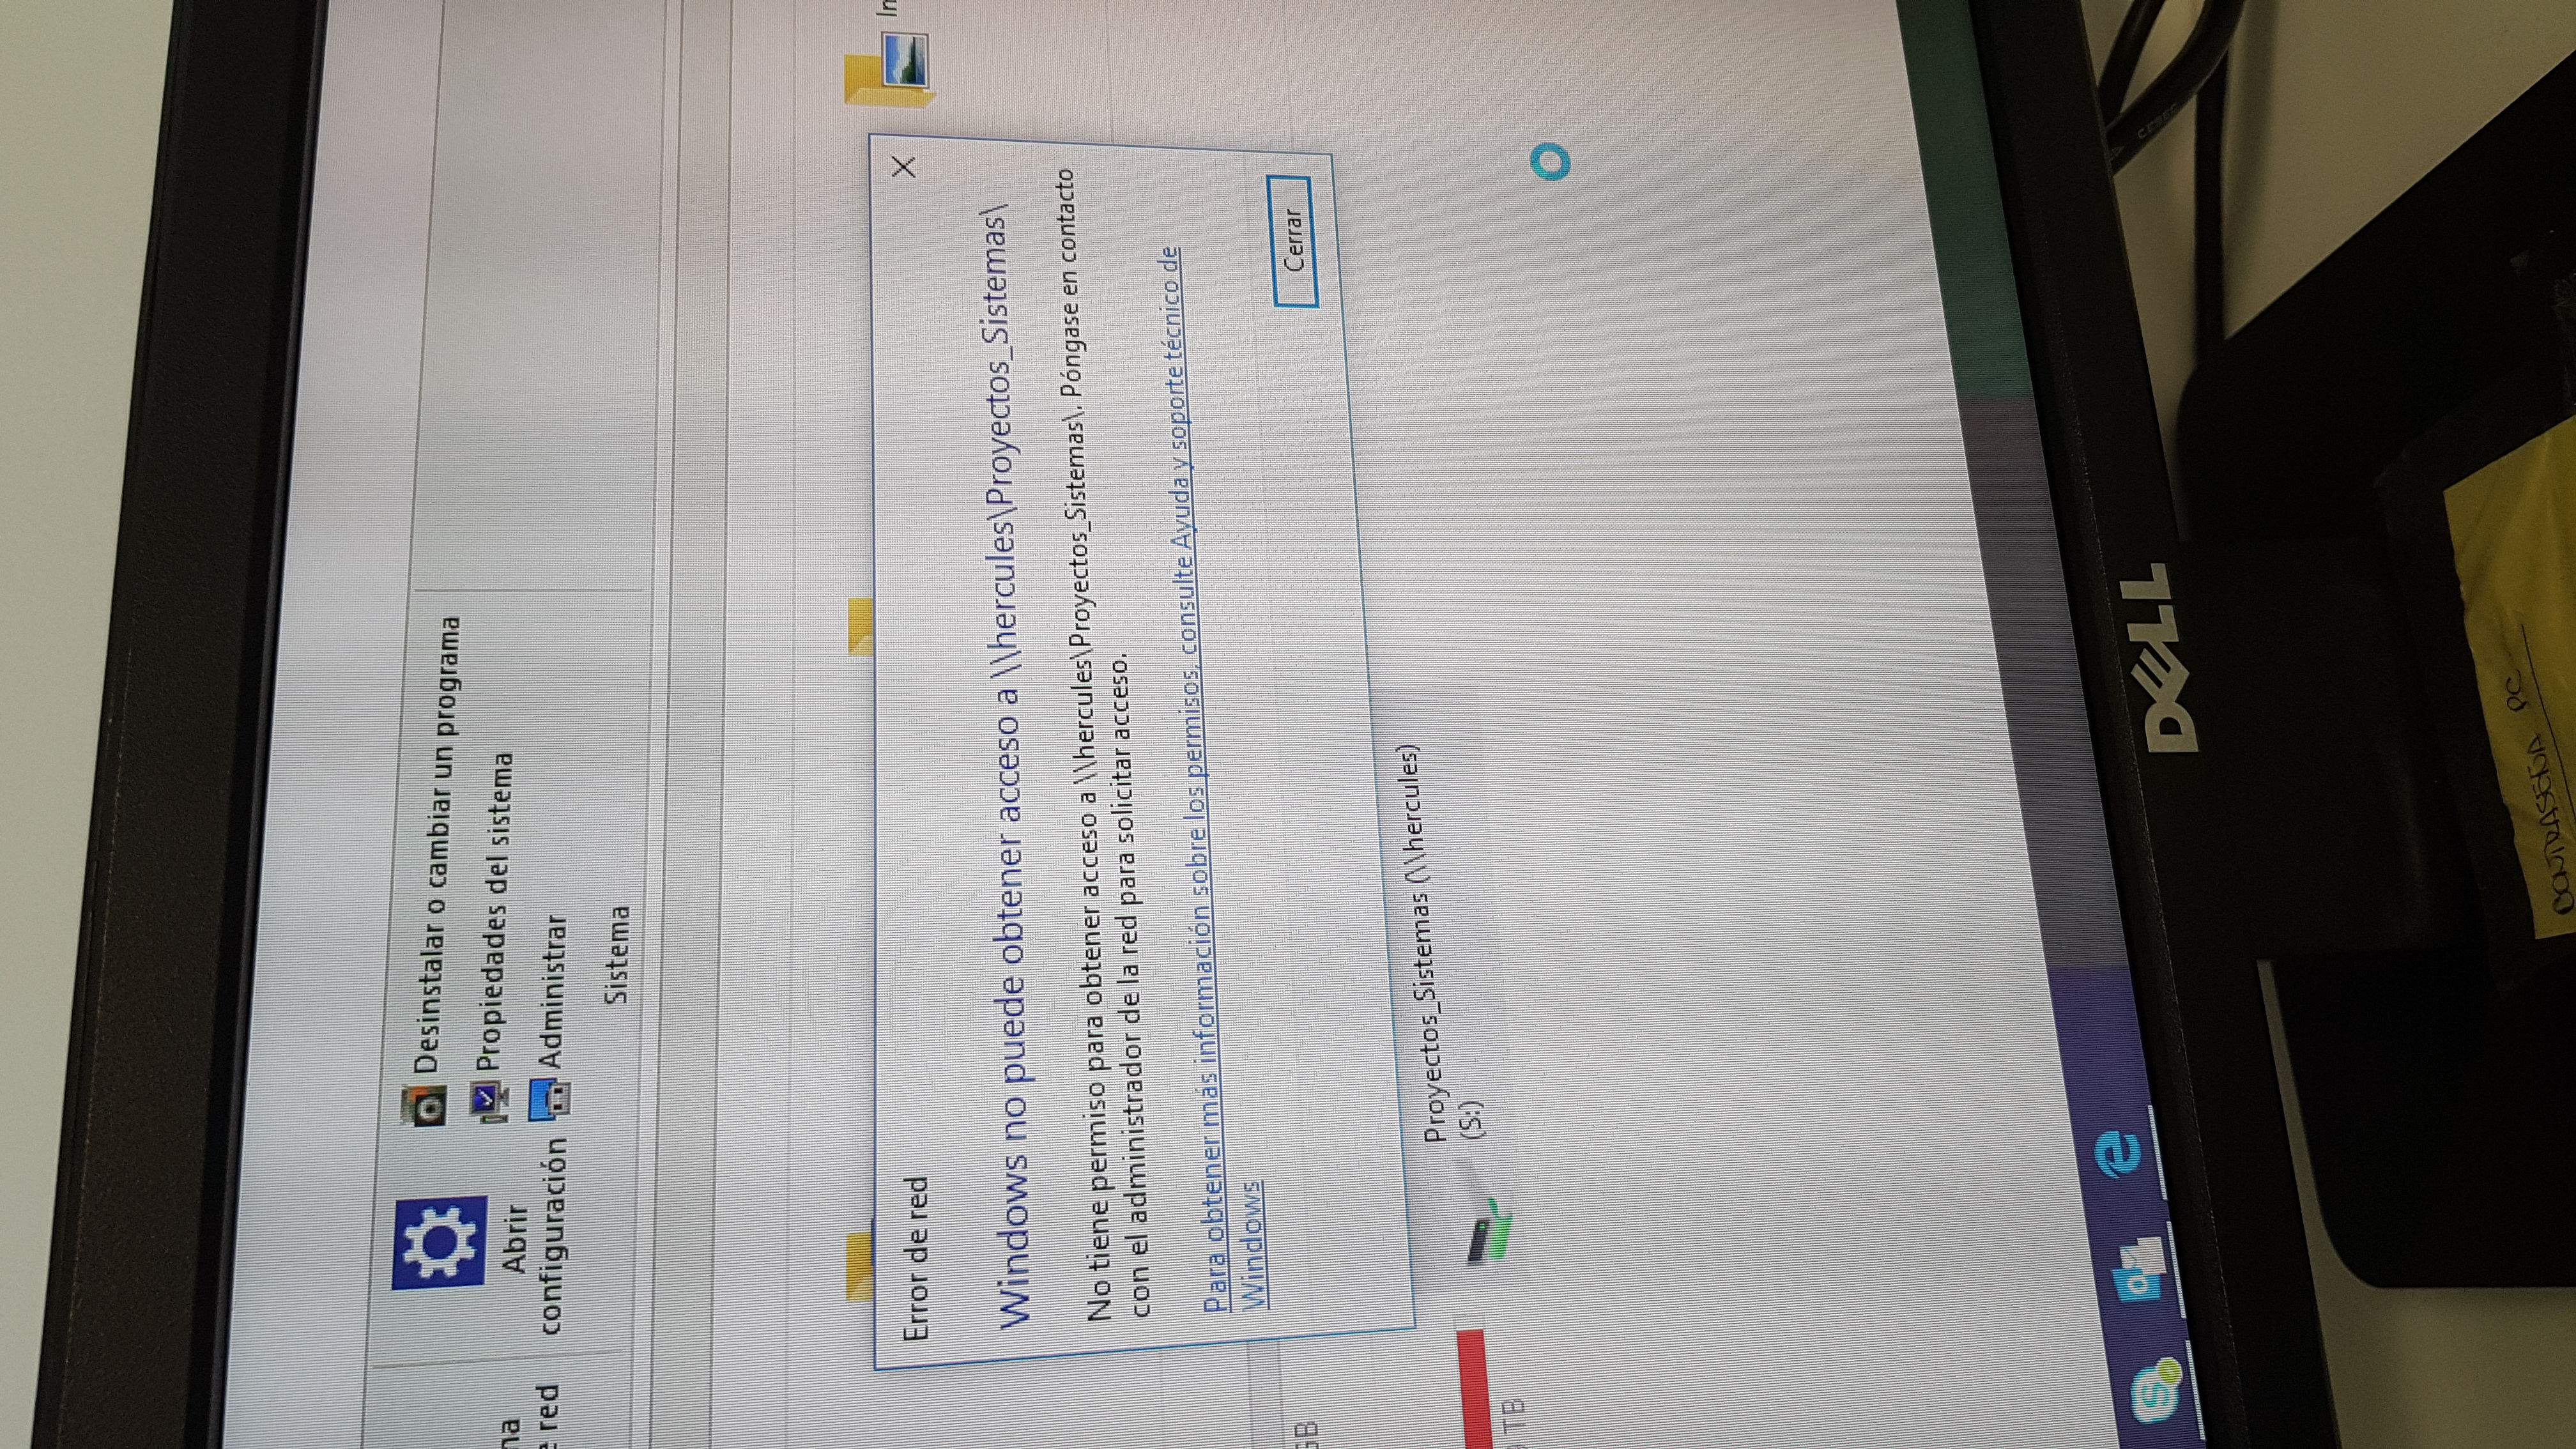 Desinstalar o cambiar un programa
Propiedades del sistema
Administrar
Abrir
configuración
red
Sistema
Error de red
Windows no puede obtener acceso a \\hercules\Proyectos_Sistemas\
No tiene permiso para obtener acceso a \\hercules\Proyectos_Sistemas\. Póngase en contacto
con el administrador de la red para solicitar acceso.
Para obtener más información sobre los permisos, consulte Ayuda y soporte técnico de
Windows
Cerrar
GB
Proyectos_Sistemas (\\hercules)
(S:)
TB
DELL
CONTRASEÑA PC